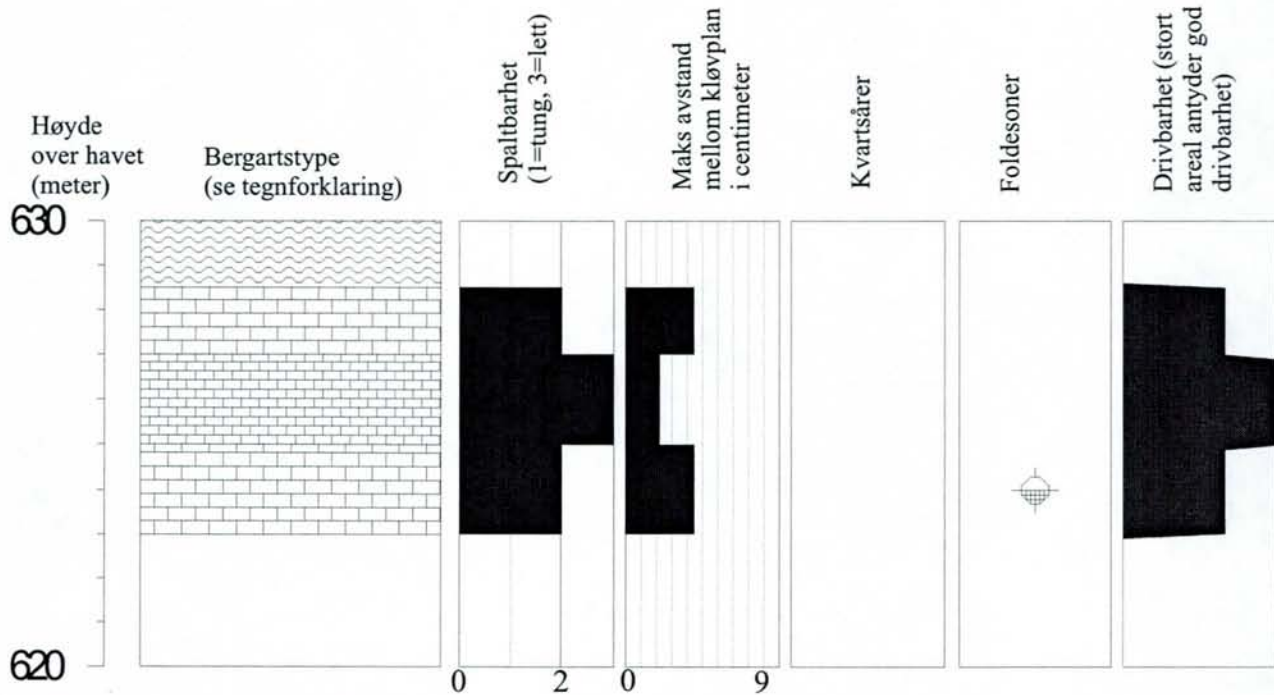 Høyde
over havet
(meter)
Bergartstype
(se tegnforklaring)
Spaltbarhet
(1=tung, 3=lett)
Maks avstand
mellom kløvplan
i centimeter
Kvartsårer
Foldesoner
Drivbarhet (stort
areal antyder god
drivbarhet)
630
620
0 2 0 9